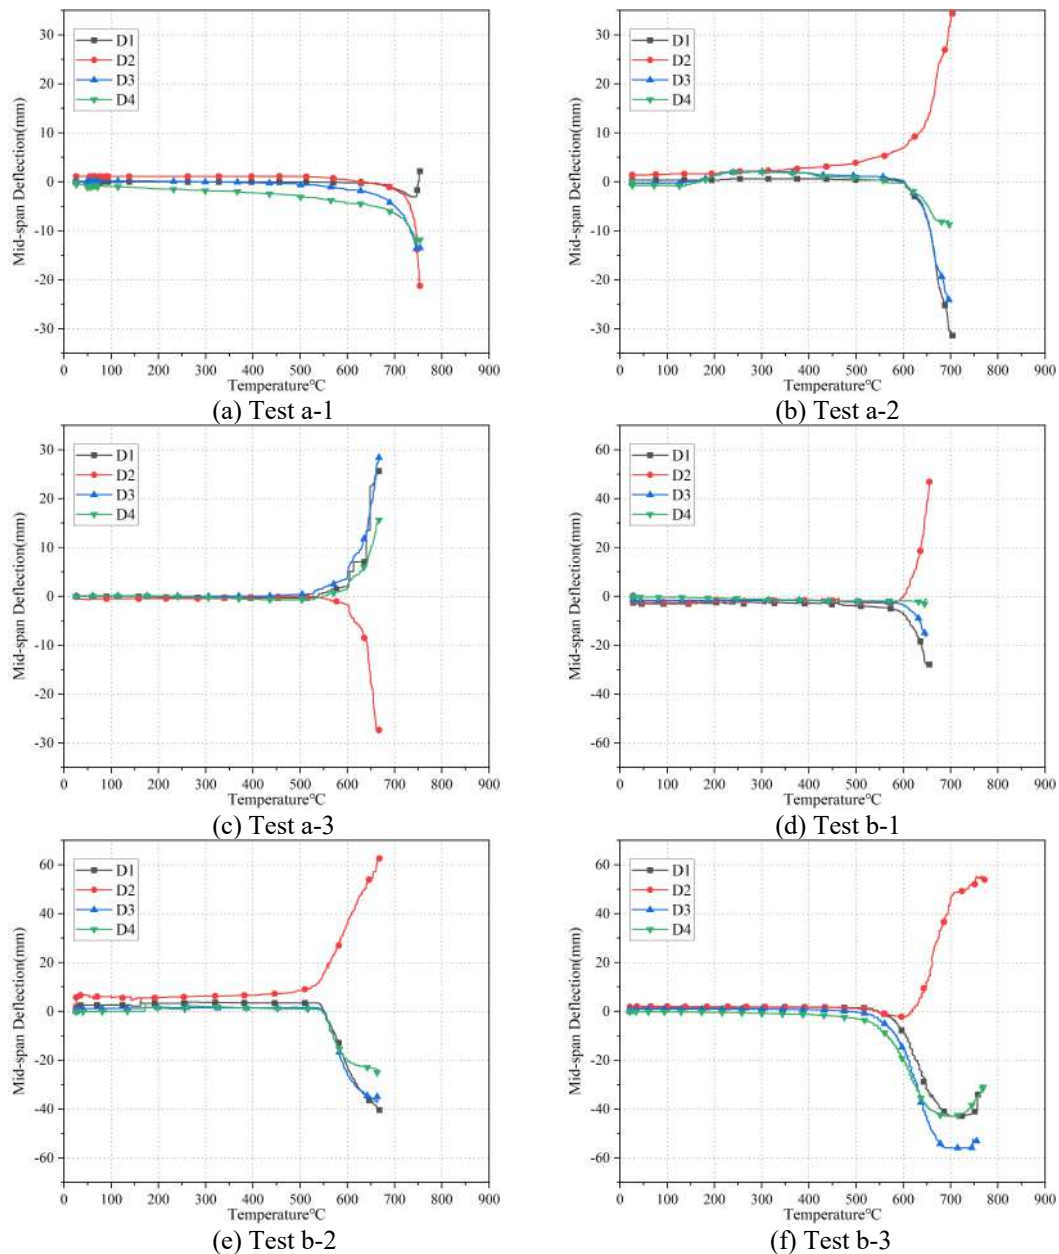 30
20
10
0
-10
-20
-30
Mid-span Deflection(mm)
D1
D2
D3
D4
0 100 200 300 400 500 600 700 800 900
Temperature°C
(a) Test a-1
30
20
10
0
-10
-20
-30
Mid-span Deflection(mm)
D1
D2
D3
D4
0 100 200 300 400 500 600 700 800 900
Temperature°C
(b) Test a-2
30
20
10
0
-10
-20
-30
Mid-span Deflection(mm)
D1
D2
D3
D4
0 100 200 300 400 500 600 700 800 900
Temperature°C
(c) Test a-3
60
40
20
0
-20
-40
-60
Mid-span Deflection(mm)
D1
D2
D3
D4
0 100 200 300 400 500 600 700 800 900
Temperature°C
(d) Test b-1
60
40
20
0
-20
-40
-60
Mid-span Deflection(mm)
D1
D2
D3
D4
0 100 200 300 400 500 600 700 800 900
Temperature°C
(e) Test b-2
60
40
20
0
-20
-40
-60
Mid-span Deflection(mm)
D1
D2
D3
D4
0 100 200 300 400 500 600 700 800 900
Temperature°C
(f) Test b-3